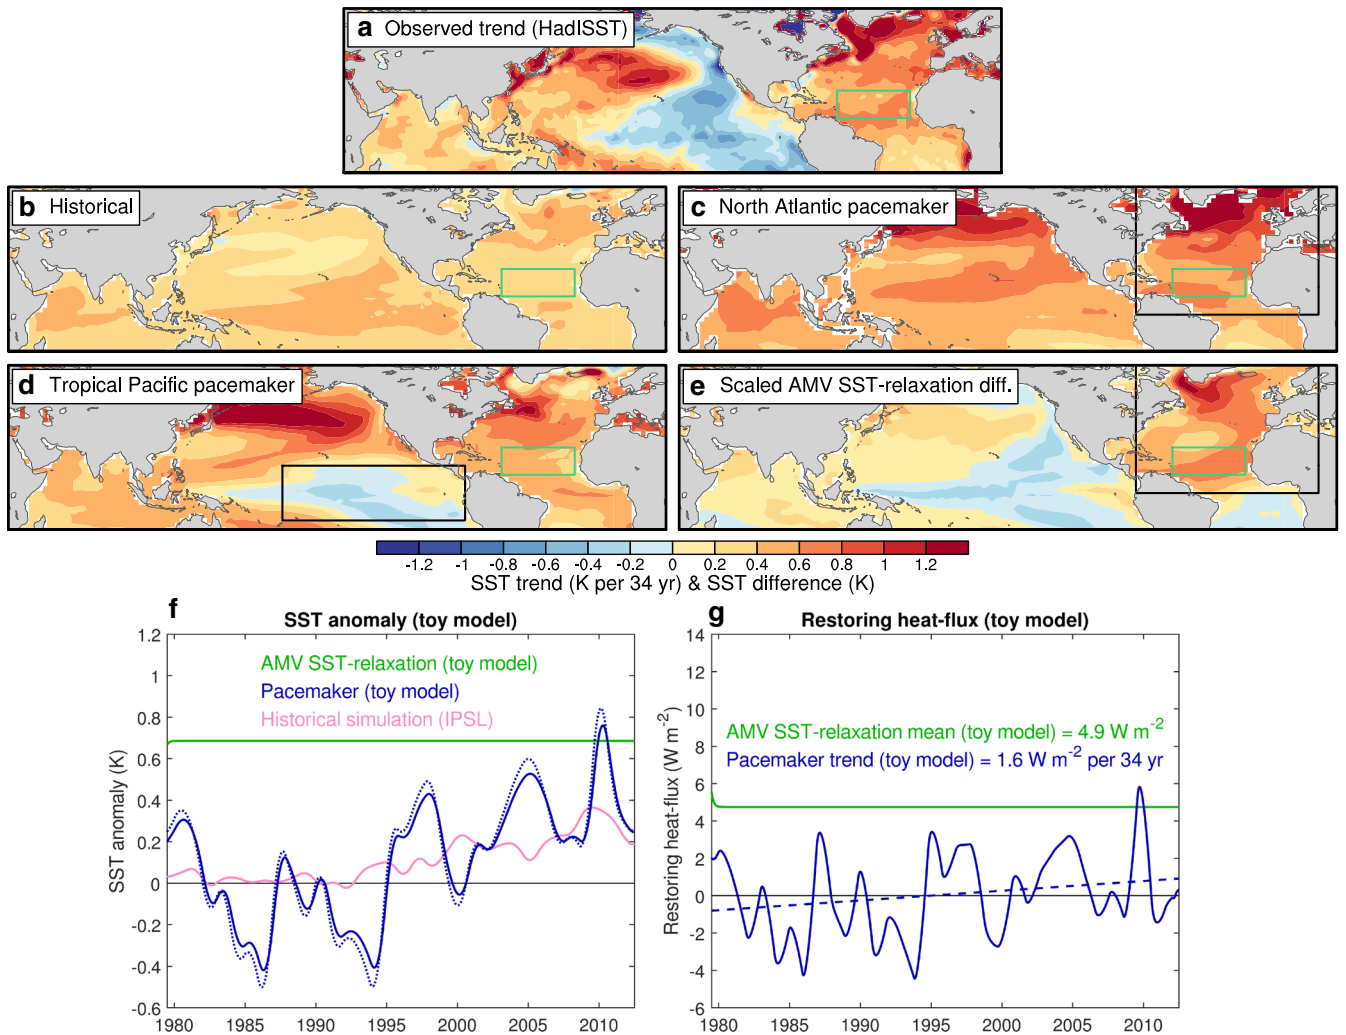 a Observed trend (HadISST)
b Historical
c North Atlantic pacemaker
d Tropical Pacific pacemaker
e Scaled AMV SST-relaxation diff.
-1.2 -1 -0.8 -0.6 -0.4 -0.2 0 0.2 0.4 0.6 0.8 1 1.2
SST trend (K per 34 yr) & SST difference (K)
f
SST anomaly (toy model)
1.2
1
0.8
0.6
0.4
0.2
0
-0.2
-0.4
-0.6
SST anomaly (K)
AMV SST-relaxation (toy model)
Pacemaker (toy model)
Historical simulation (IPSL)
1980 1985 1990 1995 2000 2005 2010
g
Restoring heat-flux (toy model)
14
12
10
8
6
4
2
0
-2
-4
-6
Restoring heat-flux (W m⁻²)
AMV SST-relaxation mean (toy model) = 4.9 W m⁻²
Pacemaker trend (toy model) = 1.6 W m⁻² per 34 yr
1980 1985 1990 1995 2000 2005 2010